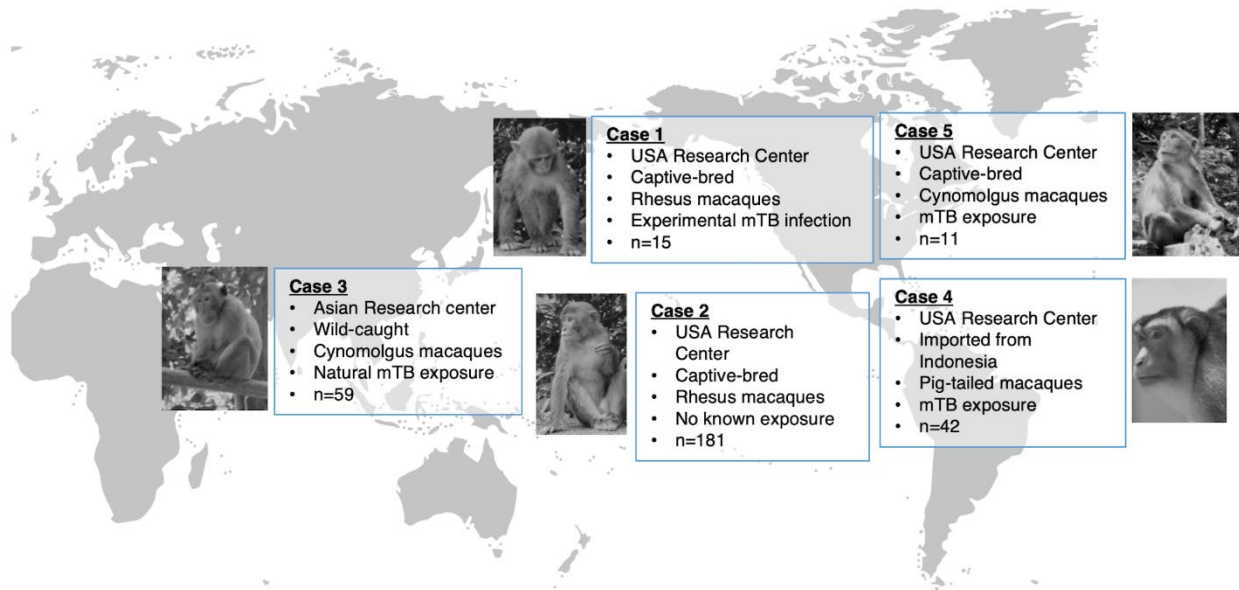 Case 1
• USA Research Center
• Captive-bred
• Rhesus macaques
• Experimental mTB infection
• n=15
Case 5
• USA Research Center
• Captive-bred
• Cynomolgus macaques
• mTB exposure
• n=11
Case 3
• Asian Research center
• Wild-caught
• Cynomolgus macaques
• Natural mTB exposure
• n=59
Case 2
• USA Research
Center
• Captive-bred
• Rhesus macaques
• No known exposure
• n=181
Case 4
• USA Research Center
• Imported from
Indonesia
• Pig-tailed macaques
• mTB exposure
• n=42